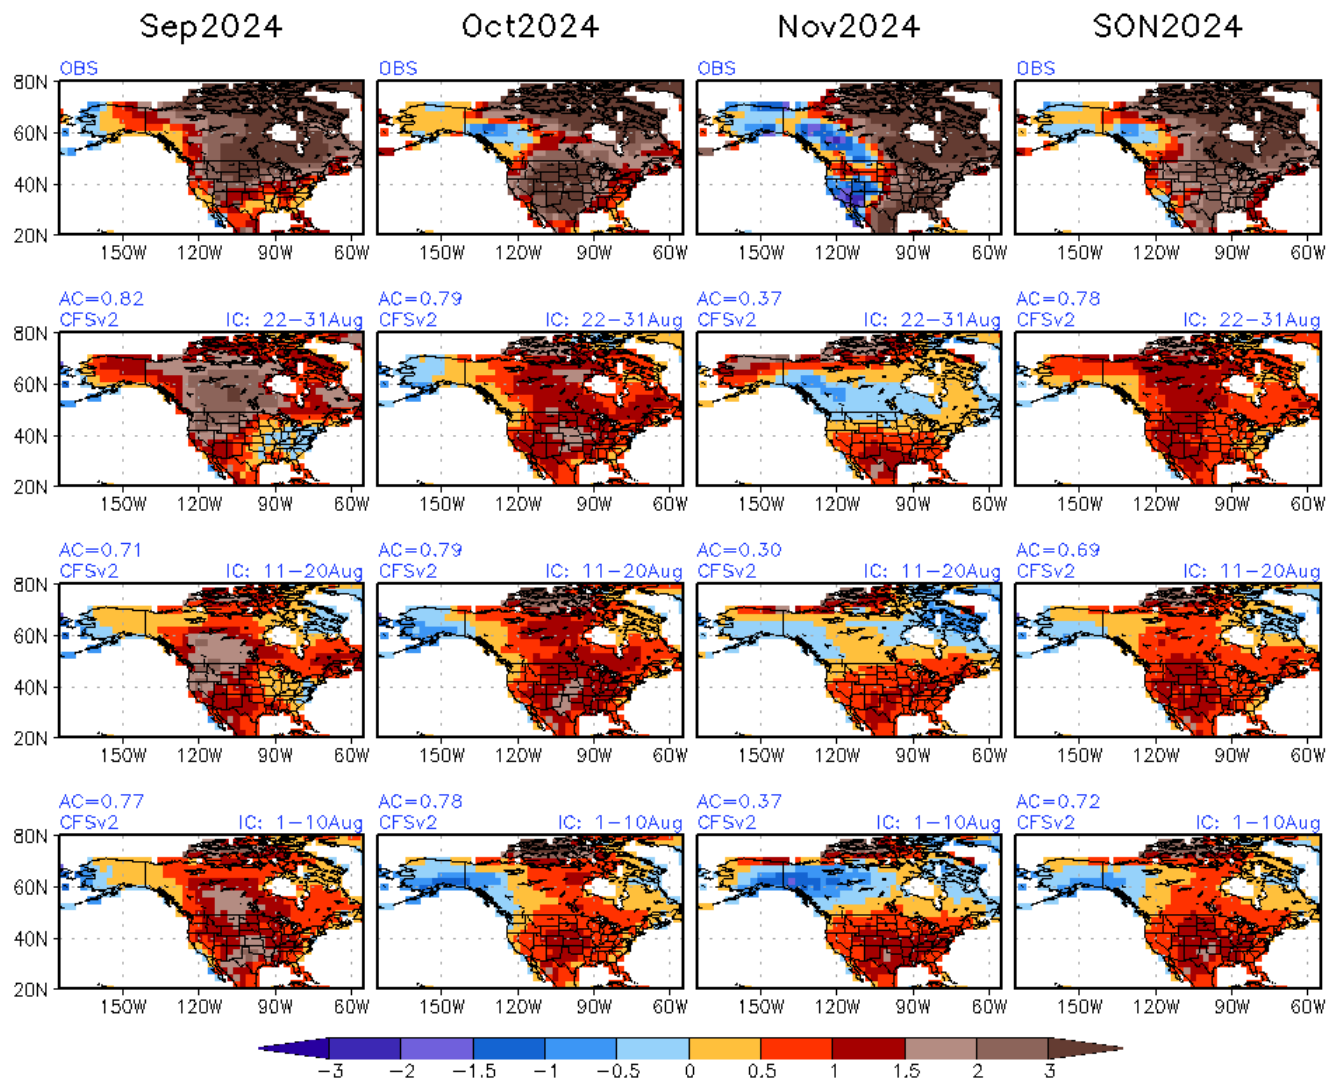 Sep2024 Oct2024 Nov2024 SON2024
OBS OBS OBS OBS
80N
60N
40N
20N
150W 120W 90W 60W 150W 120W 90W 60W 150W 120W 90W 60W 150W 120W 90W 60W
AC=0.82 AC=0.79 AC=0.37 AC=0.78
CFSv2 IC: 22-31Aug CFSv2 IC: 22-31Aug CFSv2 IC: 22-31Aug CFSv2 IC: 22-31Aug
80N
60N
40N
20N
150W 120W 90W 60W 150W 120W 90W 60W 150W 120W 90W 60W 150W 120W 90W 60W
AC=0.71 AC=0.79 AC=0.30 AC=0.69
CFSv2 IC: 11-20Aug CFSv2 IC: 11-20Aug CFSv2 IC: 11-20Aug CFSv2 IC: 11-20Aug
80N
60N
40N
20N
150W 120W 90W 60W 150W 120W 90W 60W 150W 120W 90W 60W 150W 120W 90W 60W
AC=0.77 AC=0.78 AC=0.37 AC=0.72
CFSv2 IC: 1-10Aug CFSv2 IC: 1-10Aug CFSv2 IC: 1-10Aug CFSv2 IC: 1-10Aug
80N
60N
40N
20N
150W 120W 90W 60W 150W 120W 90W 60W 150W 120W 90W 60W 150W 120W 90W 60W
-3 -2 -1.5 -1 -0.5 0 0.5 1 1.5 2 3